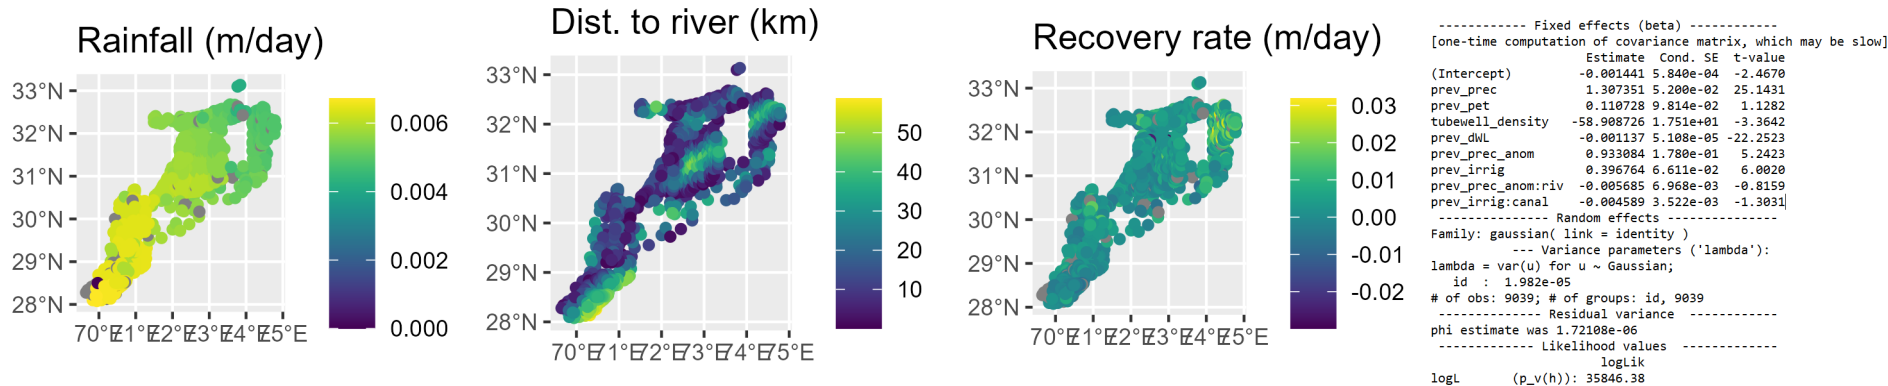 Rainfall (m/day)
33°N
32°N
31°N
30°N
29°N
28°N
70°E71°E72°E73°E74°E75°E
0.006
0.004
0.002
0.000
Dist. to river (km)
33°N
32°N
31°N
30°N
29°N
28°N
70°E71°E72°E73°E74°E75°E
50
40
30
20
10
Recovery rate (m/day)
33°N
32°N
31°N
30°N
29°N
28°N
70°E71°E72°E73°E74°E75°E
0.03
0.02
0.01
0.00
-0.01
-0.02
------------ Fixed effects (beta) ------------
[one-time computation of covariance matrix, which may be slow]
Estimate Cond. SE t-value
(Intercept) -0.001441 5.840e-04 -2.4670
prev_prec 1.307351 5.200e-02 25.1431
prev_pet 0.110728 9.814e-02 1.1282
tubewell_density -58.908726 1.751e+01 -3.3642
prev_dWL -0.001137 5.108e-05 -22.2523
prev_prec_anom 0.933084 1.780e-01 5.2423
prev_irrig 0.396764 6.611e-02 6.0020
prev_prec_anom:riv -0.005685 6.968e-03 -0.8159
prev_irrig:canal -0.004589 3.522e-03 -1.3031
--------------- Random effects ---------------
Family: gaussian( link = identity )
--- Variance parameters ('lambda'):
lambda = var(u) for u ~ Gaussian;
id : 1.982e-05
# of obs: 9039; # of groups: id, 9039
-------------- Residual variance ------------
phi estimate was 1.72108e-06
------------- Likelihood values -------------
logLik
logL (p_v(h)): 35846.38